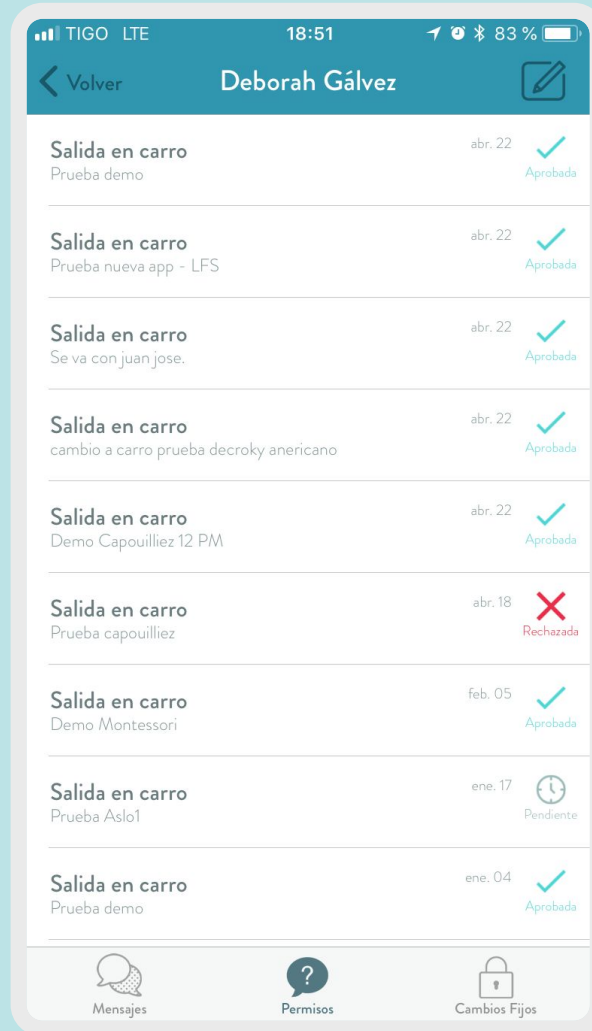 TIGO LTE 18:51 83 %
Volver Deborah Gálvez
Salida en carro abr. 22
Prueba demo Aprobada
Salida en carro abr. 22
Prueba nueva app - LFS Aprobada
Salida en carro abr. 22
Se va con juan jose. Aprobada
Salida en carro abr. 22
cambio a carro prueba decroky anericano Aprobada
Salida en carro abr. 22
Demo Capouilliez 12 PM Aprobada
Salida en carro abr. 18
Prueba capouilliez Rechazada
Salida en carro feb. 05
Demo Montessori Aprobada
Salida en carro ene. 17
Prueba Aslo1 Pendiente
Salida en carro ene. 04
Prueba demo Aprobada
?
Mensajes Permisos Cambios Fijos